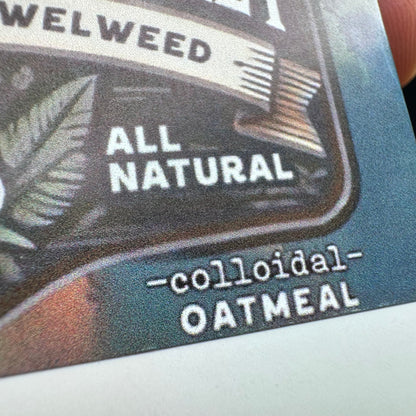 WELWEED
ALL
NATURAL
-colloidal-
OATMEAL